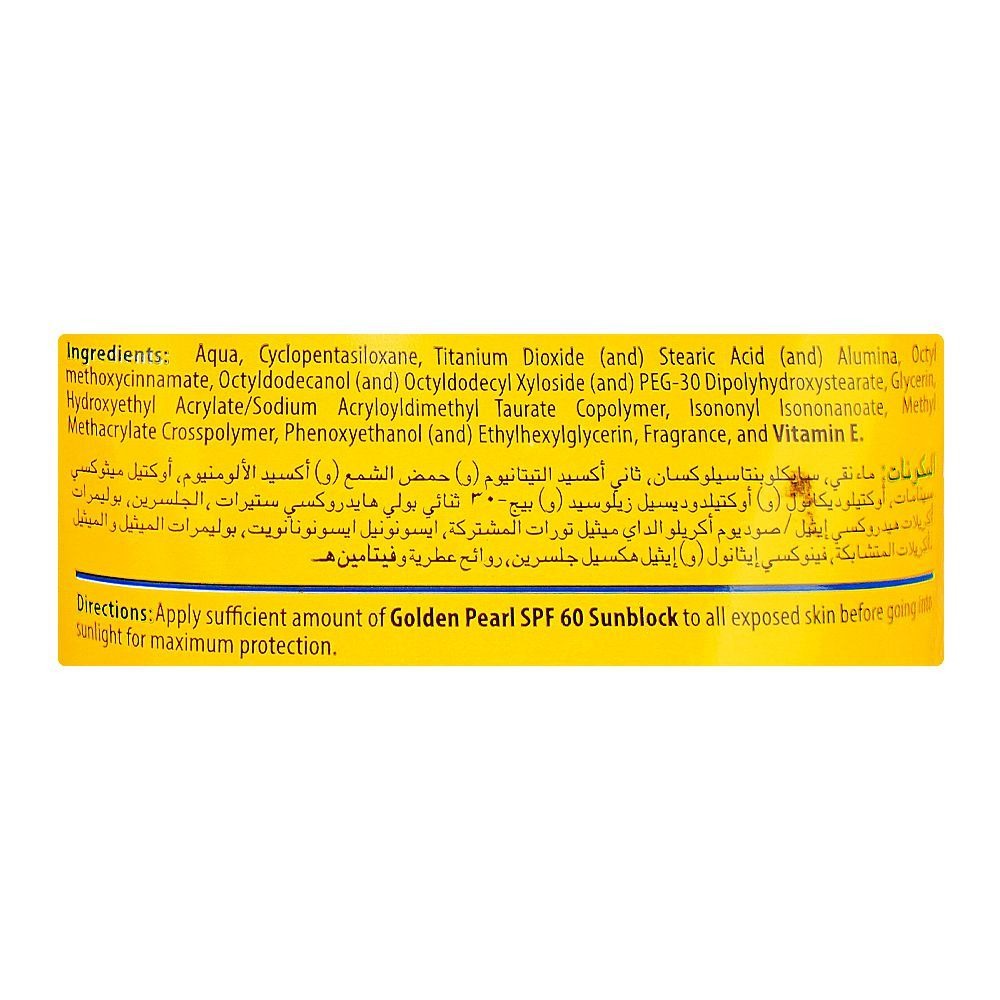 Ingredients: Aqua, Cyclopentasiloxane, Titanium Dioxide (and) Stearic Acid (and) Alumina, Octyl
methoxycinnamate, Octyldodecanol (and) Octyldodecyl Xyloside (and) PEG-30 Dipolyhydroxystearate, Glycerin,
Hydroxyethyl Acrylate/Sodium Acryloyldimethyl Taurate Copolymer, Isononyl Isononanoate, Methyl
Methacrylate Crosspolymer, Phenoxyethanol (and) Ethylhexylglycerin, Fragrance, and Vitamin E.
المكونات: ماء نقي، سايكلوبنتاسيلوكسان، ثاني أكسيد التيتانيوم (و) حمض الشمع (و) أكسيد الألومنيوم، أوكتيل ميثوكسي
سينامات، أوكتيلوديكانول (و) أوكتيلدوديسيل زيلوسيد (و) بيج-٣٠ ثنائي بولي هايدروكسي ستيرات، الجلسرين، بوليمرات
أكريلات هيدروكسي إيثيل / صوديوم أكريلو الداي ميثيل تورات المشتركة، ايسونونيل ايسونونانويت، بوليمرات الميثيل والميثيل
أكريلات المتشابكة، فينوكسي إيثانول (و) إيثيل هكسيل جلسرين، روائح عطرية و فيتامين هـ
Directions: Apply sufficient amount of Golden Pearl SPF 60 Sunblock to all exposed skin before going into
sunlight for maximum protection.